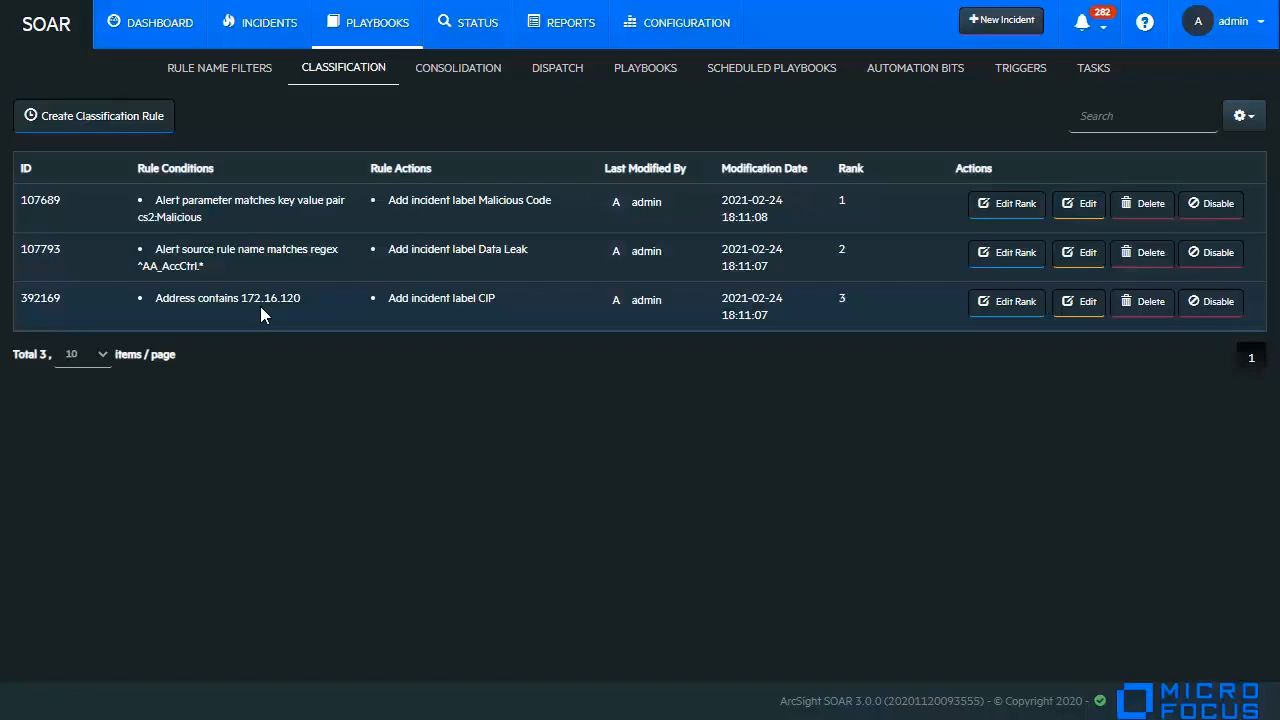 SOAR
DASHBOARD
INCIDENTS
PLAYBOOKS
STATUS
REPORTS
CONFIGURATION
+ New Incident
282
?
A
admin
RULE NAME FILTERS
CLASSIFICATION
CONSOLIDATION
DISPATCH
PLAYBOOKS
SCHEDULED PLAYBOOKS
AUTOMATION BITS
TRIGGERS
TASKS
Create Classification Rule
Search
ID
Rule Conditions
Rule Actions
Last Modified By
Modification Date
Rank
Actions
107689
• Alert parameter matches key value pair
cs2:Malicious
• Add incident label Malicious Code
A admin
2021-02-24
18:11:08
1
Edit Rank
Edit
Delete
Disable
107793
• Alert source rule name matches regex
^AA_AccCtrl.*
• Add incident label Data Leak
A admin
2021-02-24
18:11:07
2
Edit Rank
Edit
Delete
Disable
392169
• Address contains 172.16.120
• Add incident label CIP
A admin
2021-02-24
18:11:07
3
Edit Rank
Edit
Delete
Disable
Total 3 , 10 items / page
1
ArcSight SOAR 3.0.0 (20201120093555) - © Copyright 2020 -
MICRO
FOCUS